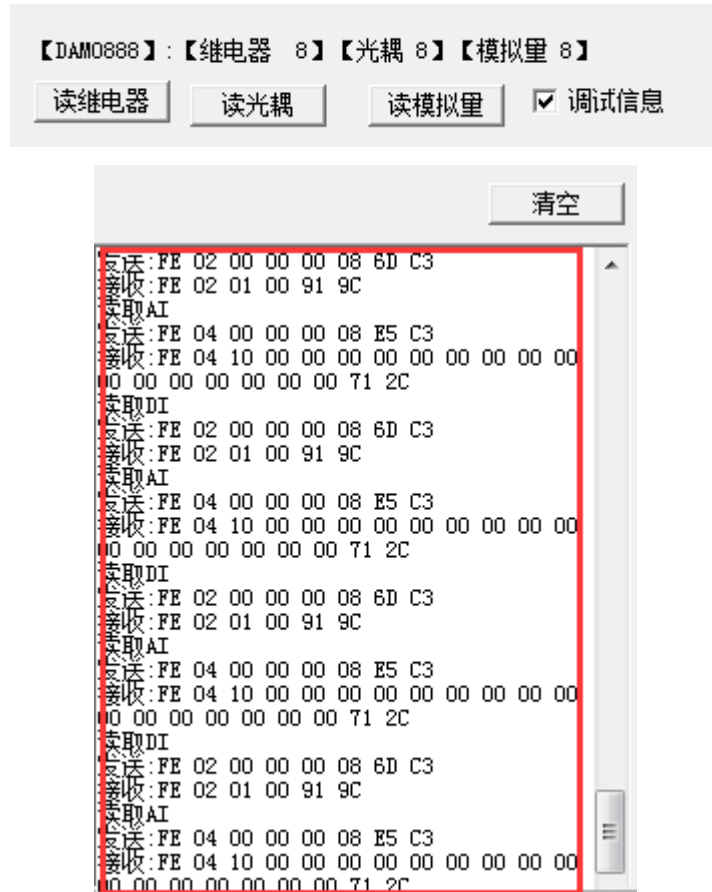 【DAM0888】:【继电器 8】【光耦 8】【模拟量 8】
读继电器 读光耦 读模拟量 调试信息
清空
发送:FE 02 00 00 00 08 6D C3
接收:FE 02 01 00 91 9C
读取AI
发送:FE 04 00 00 00 08 E5 C3
接收:FE 04 10 00 00 00 00 00 00 00 00 00
00 00 00 00 00 00 00 71 2C
读取DI
发送:FE 02 00 00 00 08 6D C3
接收:FE 02 01 00 91 9C
读取AI
发送:FE 04 00 00 00 08 E5 C3
接收:FE 04 10 00 00 00 00 00 00 00 00 00
00 00 00 00 00 00 00 71 2C
读取DI
发送:FE 02 00 00 00 08 6D C3
接收:FE 02 01 00 91 9C
读取AI
发送:FE 04 00 00 00 08 E5 C3
接收:FE 04 10 00 00 00 00 00 00 00 00 00
00 00 00 00 00 00 00 71 2C
读取DI
发送:FE 02 00 00 00 08 6D C3
接收:FE 02 01 00 91 9C
读取AI
发送:FE 04 00 00 00 08 E5 C3
接收:FE 04 10 00 00 00 00 00 00 00 00 00
00 00 00 00 00 00 00 71 2C